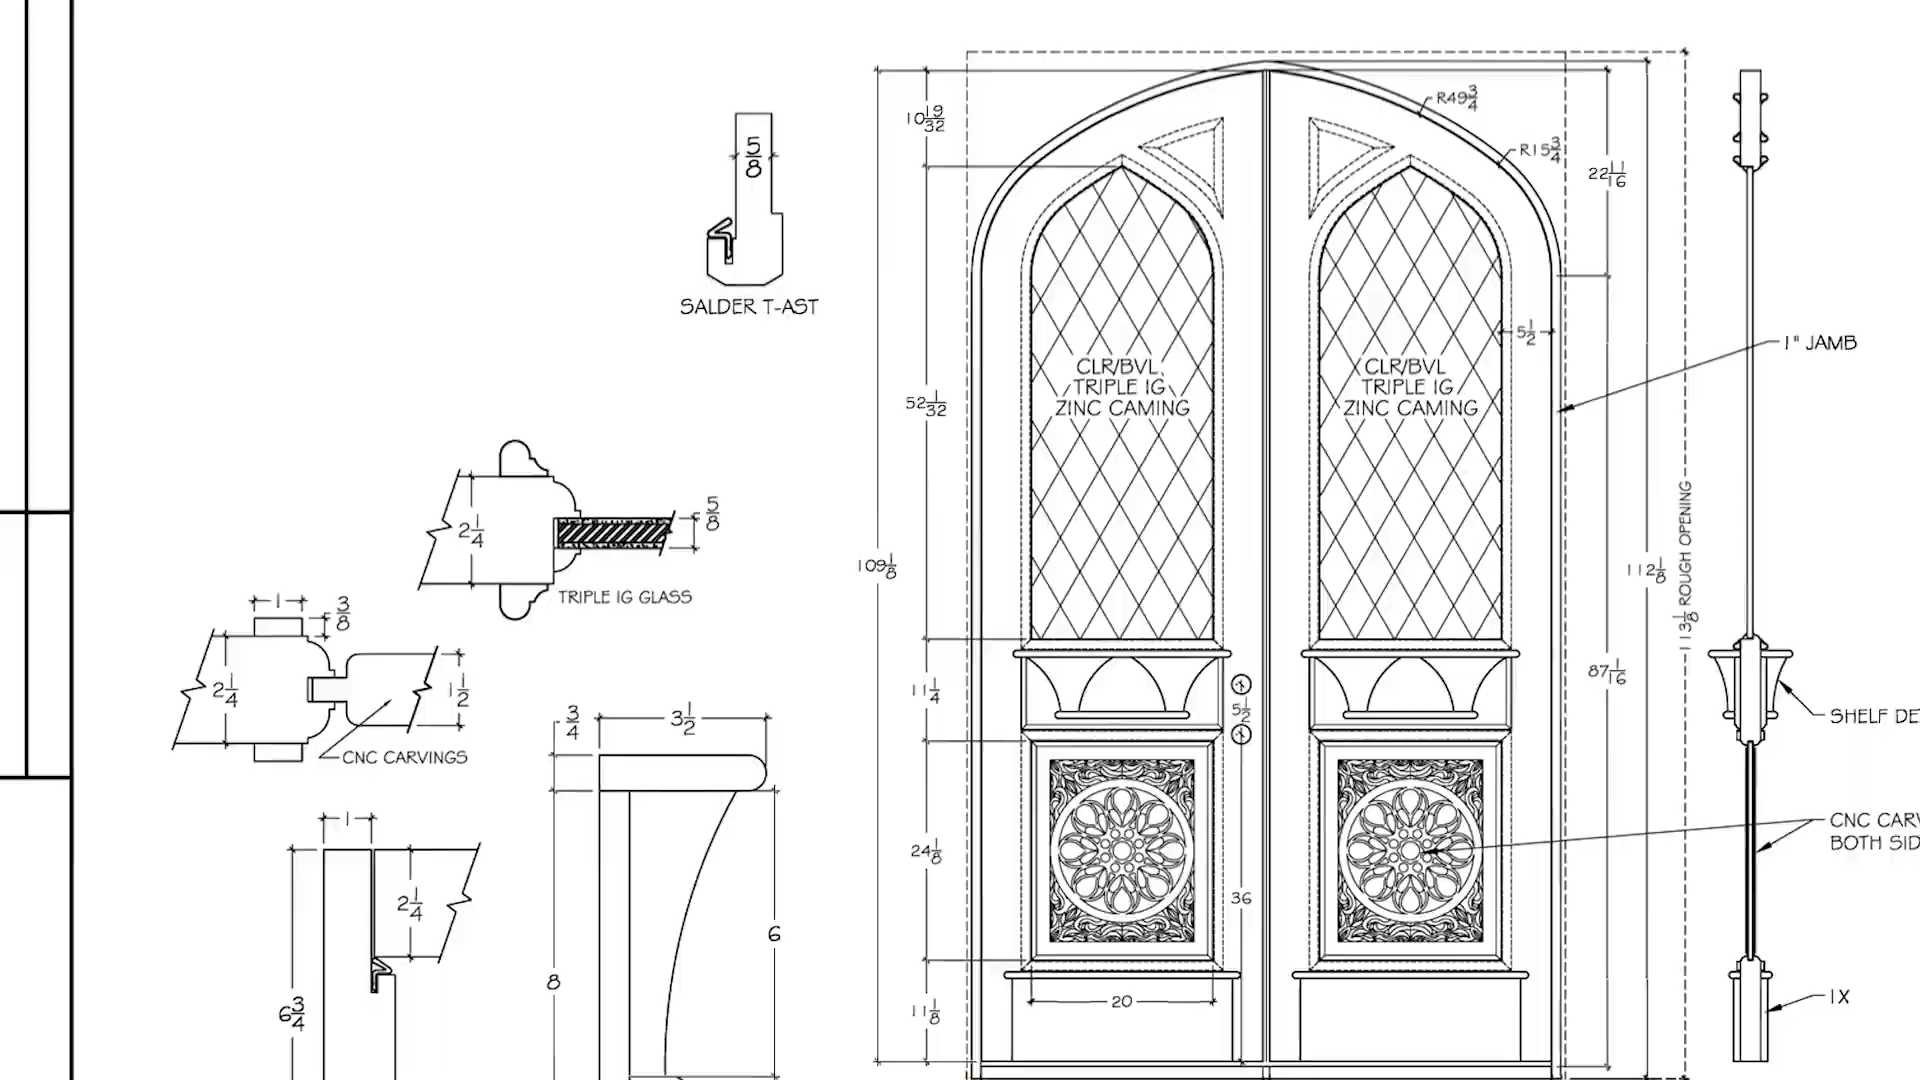 5/8
SALDER T-AST
2 1/4
5/8
TRIPLE IG GLASS
1
3/8
2 1/4
1 1/2
CNC CARVINGS
3/4
3 1/2
8
6
1
2 1/4
6 3/4
10 19/32
52 1/32
109 1/8
11 1/4
24 1/8
11 1/8
CLR/BVL
TRIPLE IG
ZINC CAMING
CLR/BVL
TRIPLE IG
ZINC CAMING
5 1/2
36
20
R49 3/4
R15 3/4
22 11/16
5 1/2
87 1/16
112 1/8
113 1/8 ROUGH OPENING
1" JAMB
SHELF DE
CNC CARV
BOTH SID
1X